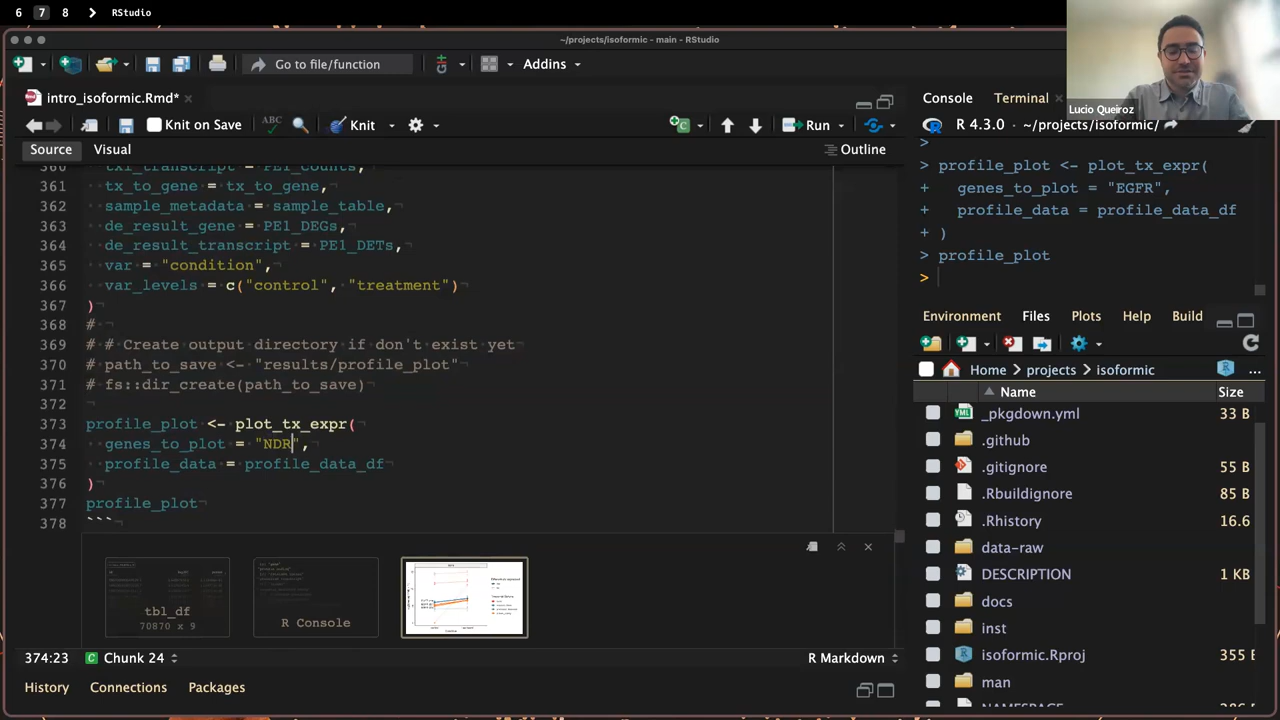 6 7 8 RStudio
~/projects/isoformic - main - RStudio
Go to file/function Addins
Lucio Queiroz
intro_isoformic.Rmd*
Console Terminal
Knit on Save ABC Knit Run
R 4.3.0 · ~/projects/isoformic/
Source Visual Outline
>
> profile_plot <- plot_tx_expr(
+ genes_to_plot = "EGFR",
+ profile_data = profile_data_df
+ )
> profile_plot
>
360 txi_transcript = PE1_counts,
361 tx_to_gene = tx_to_gene,
362 sample_metadata = sample_table,
363 de_result_gene = PE1_DEGs,
364 de_result_transcript = PE1_DETs,
365 var = "condition",
366 var_levels = c("control", "treatment")
367 )
368 #
369 # # Create output directory if don't exist yet
370 # path_to_save <- "results/profile_plot"
371 # fs::dir_create(path_to_save)
372
373 profile_plot <- plot_tx_expr(
374 genes_to_plot = "NDR",
375 profile_data = profile_data_df
376 )
377 profile_plot
378 ```
Environment Files Plots Help Build
Home projects isoformic ...
Name Size
_pkgdown.yml 33 B
.github
.gitignore 55 B
.Rbuildignore 85 B
.Rhistory 16.6
data-raw
DESCRIPTION 1 KB
docs
inst
isoformic.Rproj 355 B
man
tbl_df
70870 x 9
R Console
374:23 Chunk 24 R Markdown
History Connections Packages